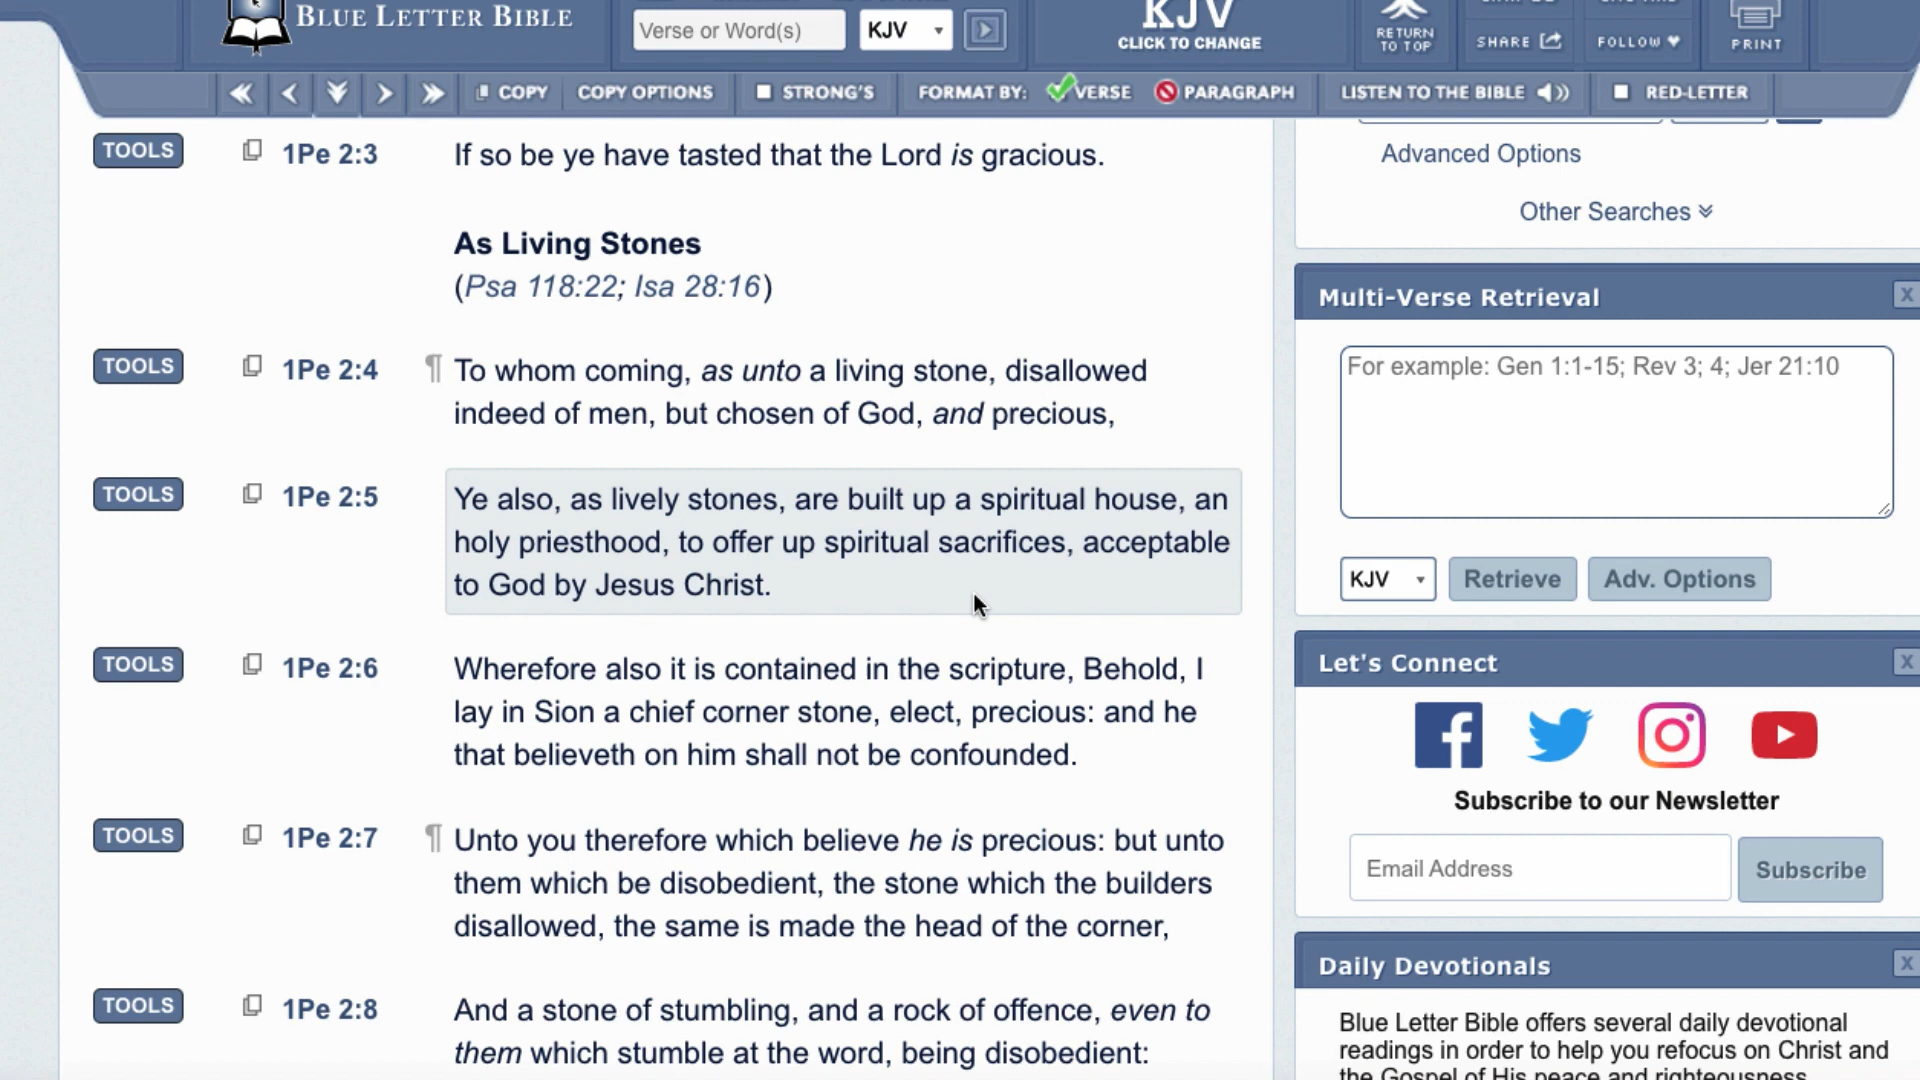 BLUE LETTER BIBLE
Verse or Word(s)
KJV
KJV
CLICK TO CHANGE
RETURN
TO TOP
SHARE
FOLLOW
PRINT
COPY
COPY OPTIONS
STRONG'S
FORMAT BY:
VERSE
PARAGRAPH
LISTEN TO THE BIBLE
RED-LETTER
TOOLS
1Pe 2:3
If so be ye have tasted that the Lord is gracious.
As Living Stones
(Psa 118:22; Isa 28:16)
TOOLS
1Pe 2:4
¶ To whom coming, as unto a living stone, disallowed
indeed of men, but chosen of God, and precious,
TOOLS
1Pe 2:5
Ye also, as lively stones, are built up a spiritual house, an
holy priesthood, to offer up spiritual sacrifices, acceptable
to God by Jesus Christ.
TOOLS
1Pe 2:6
Wherefore also it is contained in the scripture, Behold, I
lay in Sion a chief corner stone, elect, precious: and he
that believeth on him shall not be confounded.
TOOLS
1Pe 2:7
¶ Unto you therefore which believe he is precious: but unto
them which be disobedient, the stone which the builders
disallowed, the same is made the head of the corner,
TOOLS
1Pe 2:8
And a stone of stumbling, and a rock of offence, even to
them which stumble at the word, being disobedient:
Advanced Options
Other Searches
Multi-Verse Retrieval
X
For example: Gen 1:1-15; Rev 3; 4; Jer 21:10
KJV
Retrieve
Adv. Options
Let's Connect
X
Subscribe to our Newsletter
Email Address
Subscribe
Daily Devotionals
X
Blue Letter Bible offers several daily devotional
readings in order to help you refocus on Christ and
the Gospel of His peace and righteousness.